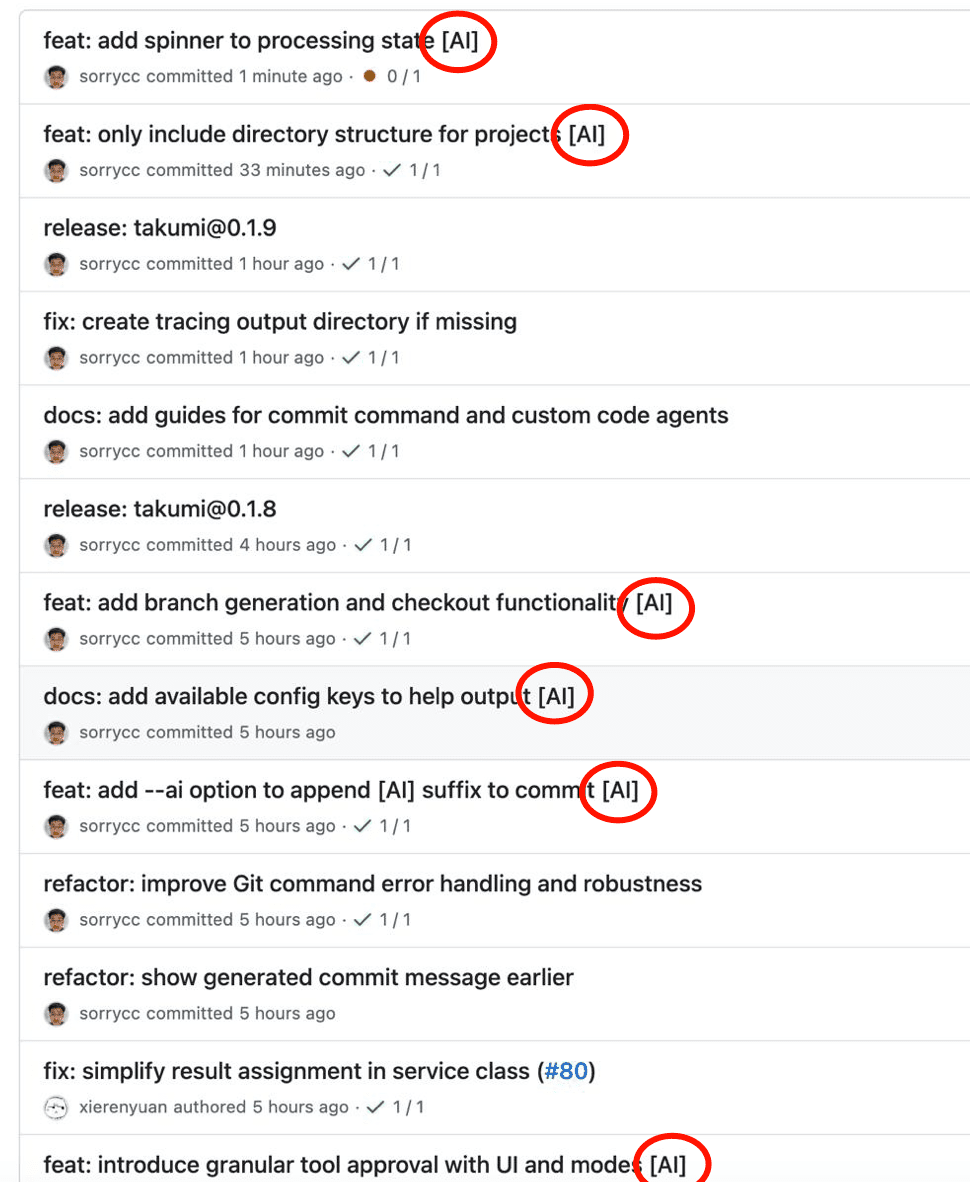 feat: add spinner to processing state [AI]
sorrycc committed 1 minute ago · 0 / 1
feat: only include directory structure for projects [AI]
sorrycc committed 33 minutes ago · ✓ 1 / 1
release: takumi@0.1.9
sorrycc committed 1 hour ago · ✓ 1 / 1
fix: create tracing output directory if missing
sorrycc committed 1 hour ago · ✓ 1 / 1
docs: add guides for commit command and custom code agents
sorrycc committed 1 hour ago · ✓ 1 / 1
release: takumi@0.1.8
sorrycc committed 4 hours ago · ✓ 1 / 1
feat: add branch generation and checkout functionality [AI]
sorrycc committed 5 hours ago · ✓ 1 / 1
docs: add available config keys to help output [AI]
sorrycc committed 5 hours ago
feat: add --ai option to append [AI] suffix to commit [AI]
sorrycc committed 5 hours ago · ✓ 1 / 1
refactor: improve Git command error handling and robustness
sorrycc committed 5 hours ago · ✓ 1 / 1
refactor: show generated commit message earlier
sorrycc committed 5 hours ago
fix: simplify result assignment in service class (#80)
xierenyuan authored 5 hours ago · ✓ 1 / 1
feat: introduce granular tool approval with UI and modes [AI]